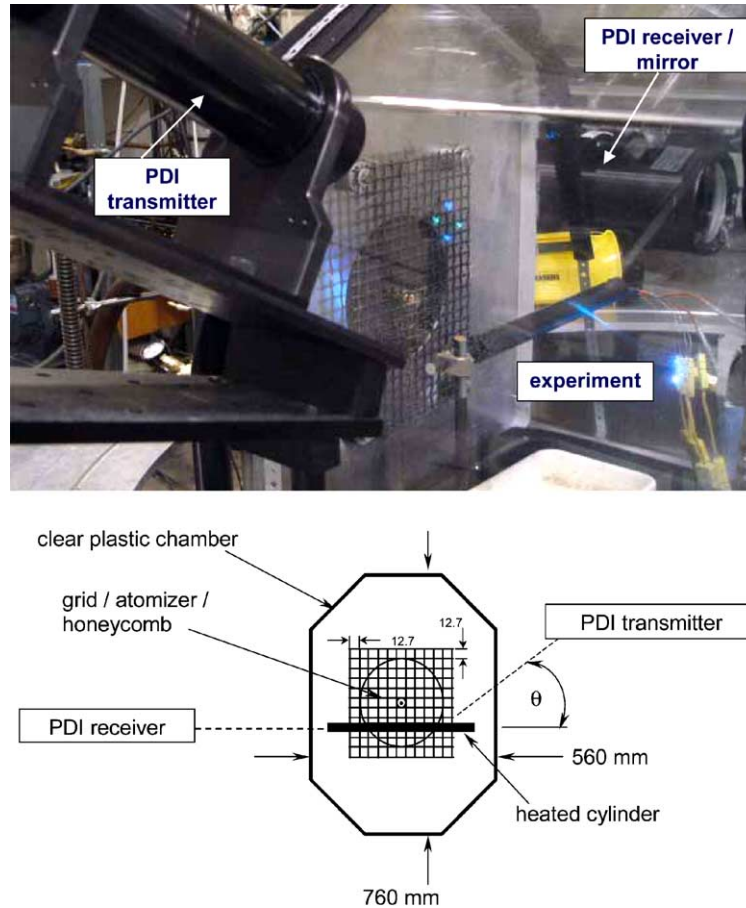 PDI receiver /
mirror
PDI
transmitter
experiment
clear plastic chamber
grid / atomizer /
honeycomb
12.7
12.7
PDI transmitter
θ
PDI receiver
560 mm
heated cylinder
760 mm